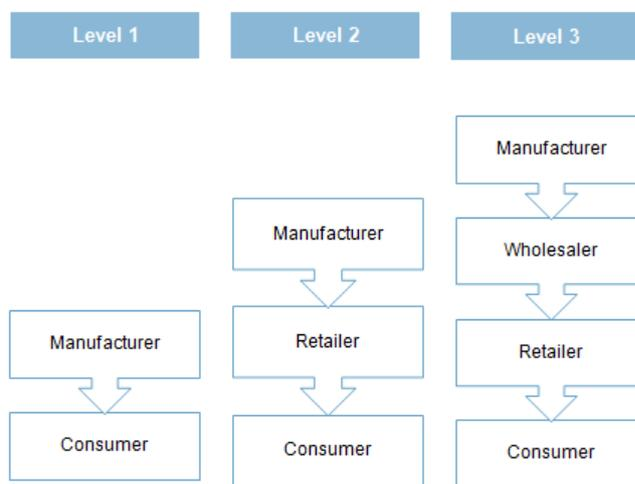 Level 1
Level 2
Level 3
Manufacturer
Consumer
Manufacturer
Retailer
Consumer
Manufacturer
Wholesaler
Retailer
Consumer